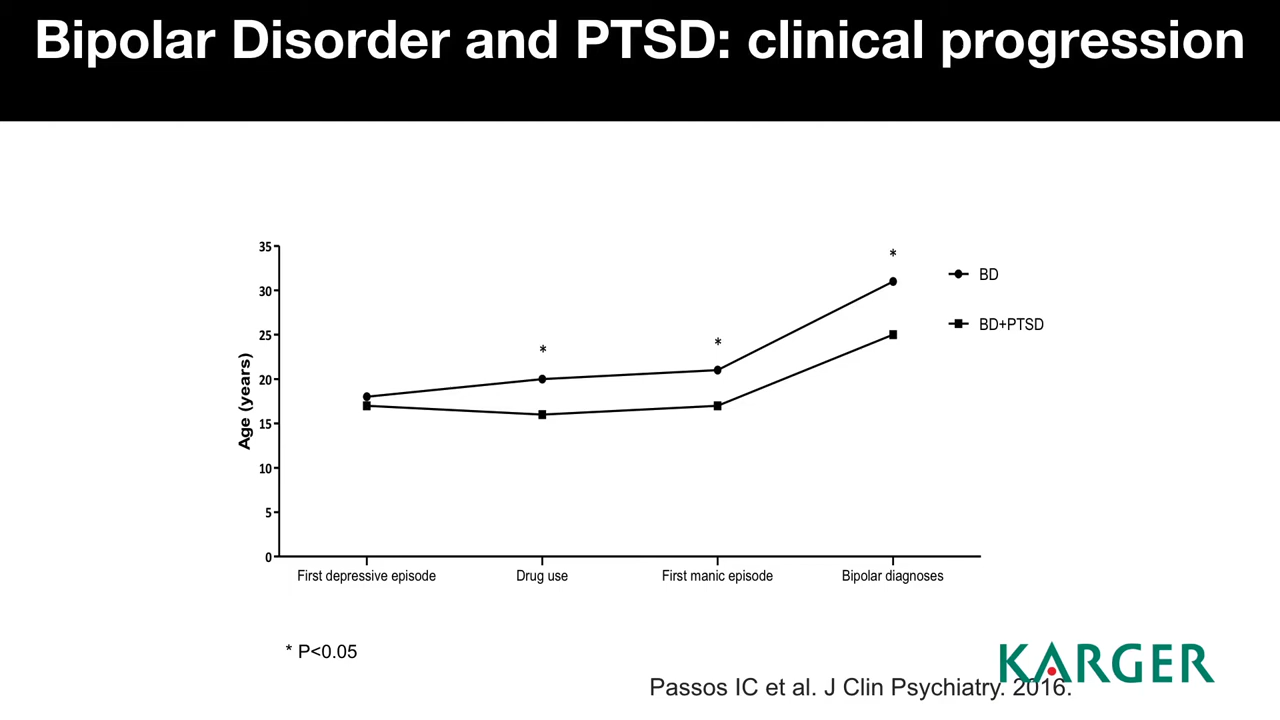 Bipolar Disorder and PTSD: clinical progression
35
30
25
20
15
10
5
0
Age (years)
*
*
*
BD
BD+PTSD
First depressive episode
Drug use
First manic episode
Bipolar diagnoses
* P<0.05
KARGER
Passos IC et al. J Clin Psychiatry. 2016.